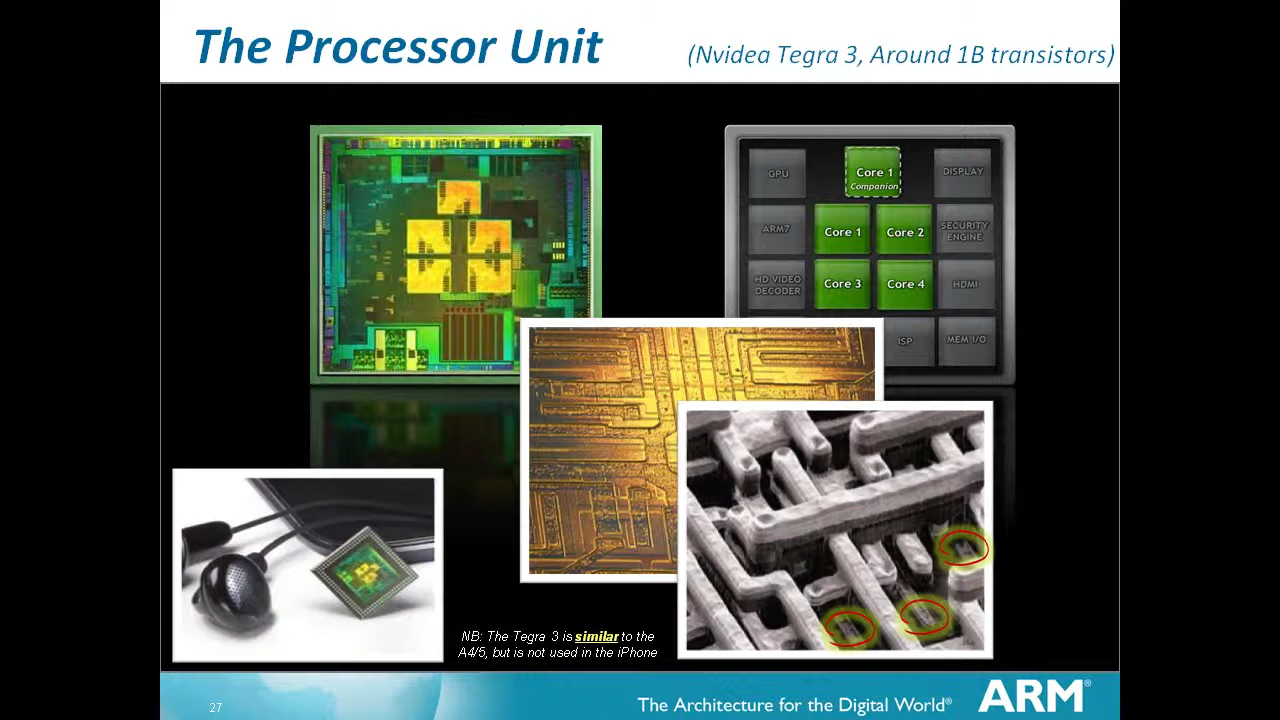 The Processor Unit
(Nvidea Tegra 3, Around 1B transistors)
GPU
Core 1
Companion
DISPLAY
ARM7
Core 1
Core 2
SECURITY
ENGINE
HD VIDEO
DECODER
Core 3
Core 4
HDMI
ISP
MEM I/O
NB: The Tegra 3 is similar to the
A4/5, but is not used in the iPhone
27
The Architecture for the Digital World®
ARM®